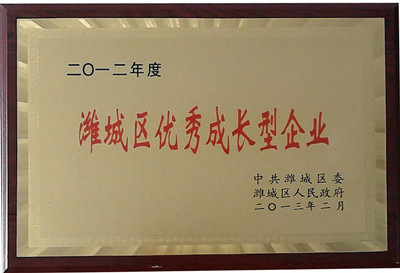 二〇一二年度
潍城区优秀成长型企业
中共潍城区委
潍城区人民政府
二〇一三年二月